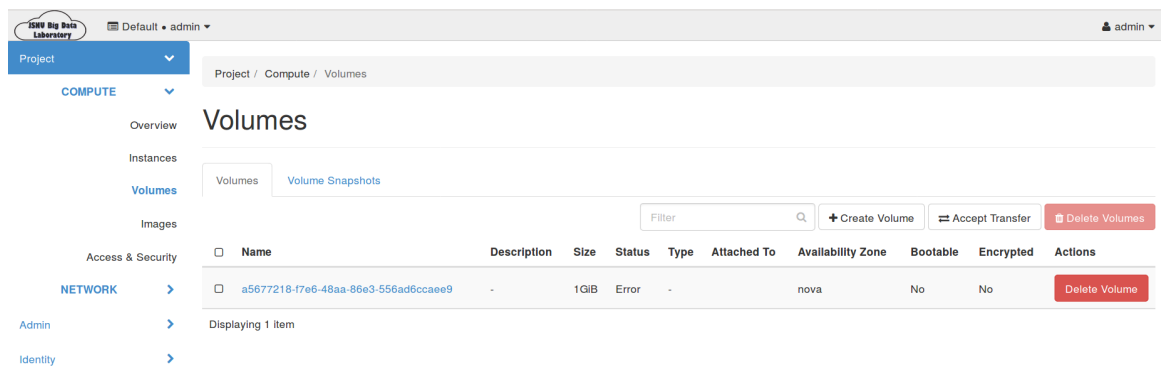 JSNU Big Data
Laboratory
Default • admin
admin
Project
COMPUTE
Overview
Instances
Volumes
Images
Access & Security
NETWORK
Admin
Identity
Project / Compute / Volumes
Volumes
Volumes Volume Snapshots
Filter + Create Volume Accept Transfer Delete Volumes
Name Description Size Status Type Attached To Availability Zone Bootable Encrypted Actions
a5677218-f7e6-48aa-86e3-556ad6ccaee9 - 1GiB Error - nova No No Delete Volume
Displaying 1 item